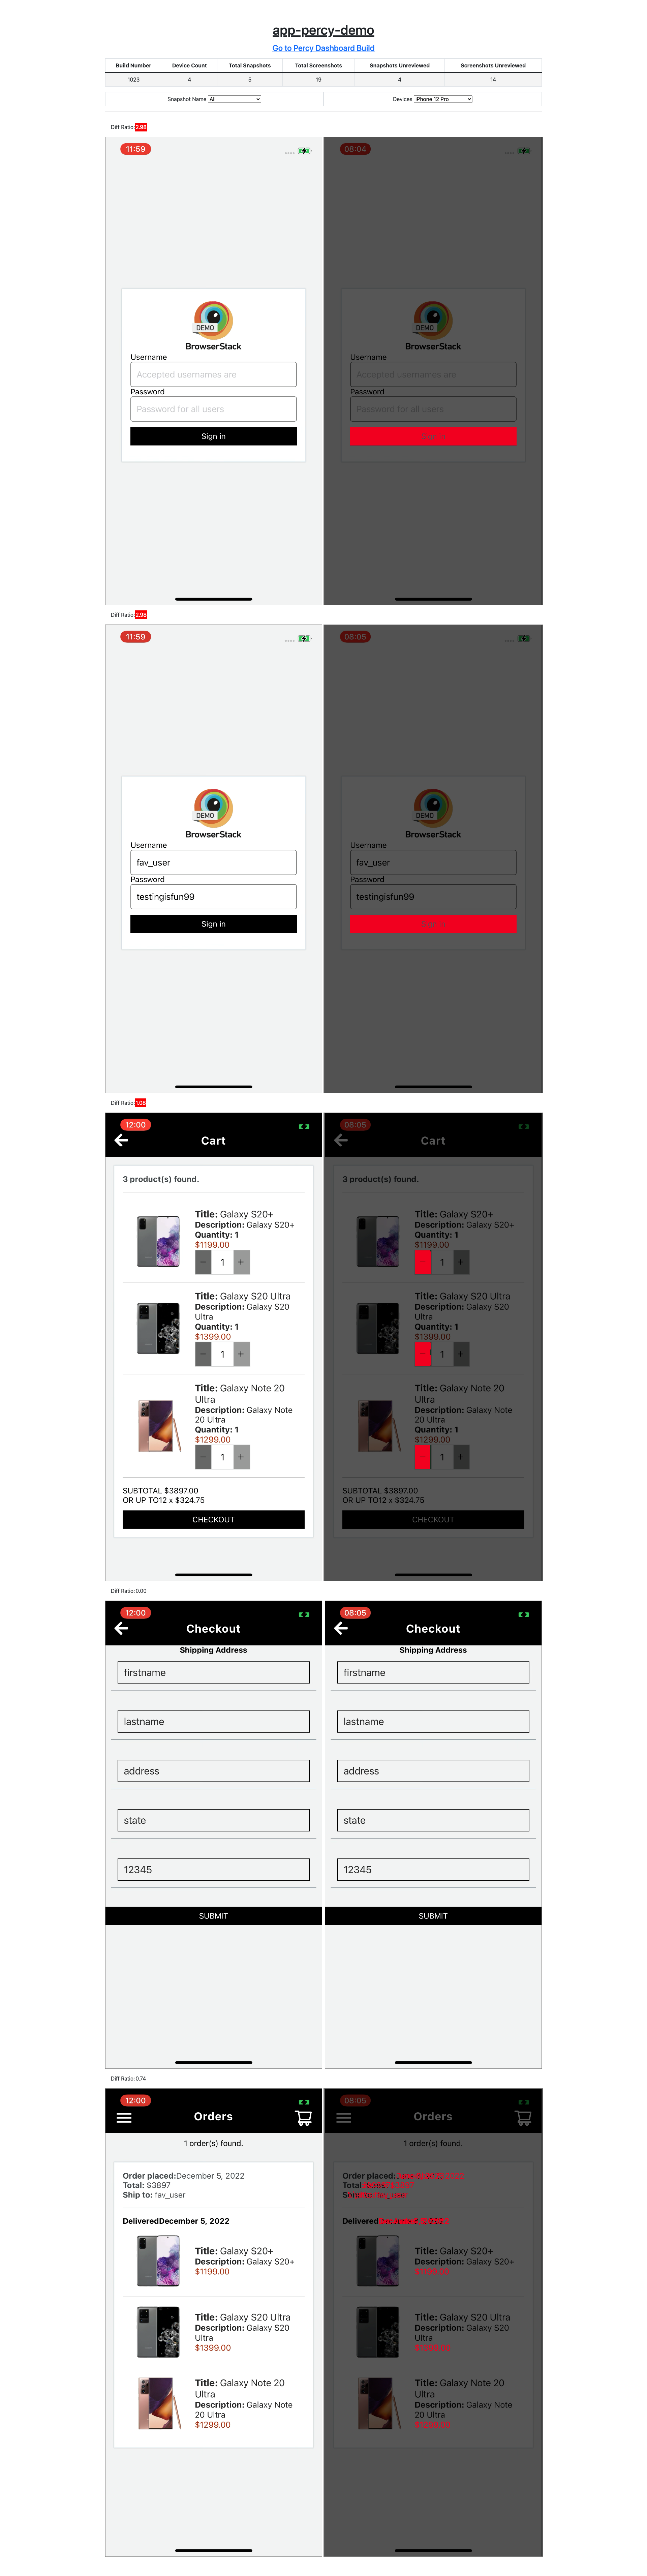 app-percy-demo
Go to Percy Dashboard Build
Build Number Device Count Total Snapshots Total Screenshots Snapshots Unreviewed Screenshots Unreviewed
1023 4 5 19 4 14
Snapshot Name All Devices iPhone 12 Pro
Diff Ratio: 2.98
11:59 08:04
DEMO DEMO
BrowserStack BrowserStack
Username Username
Accepted usernames are Accepted usernames are
Password Password
Password for all users Password for all users
Sign in
Diff Ratio: 2.98
11:59 08:05
DEMO DEMO
BrowserStack BrowserStack
Username Username
fav_user fav_user
Password Password
testingisfun99 testingisfun99
Sign in
Diff Ratio: 1.08
12:00 08:05
Cart Cart
3 product(s) found. 3 product(s) found.
Title: Galaxy S20+ Title: Galaxy S20+
Description: Galaxy S20+ Description: Galaxy S20+
Quantity: 1 Quantity: 1
$1199.00 $1199.00
− 1 + − 1 +
Title: Galaxy S20 Ultra Title: Galaxy S20 Ultra
Description: Galaxy S20 Description: Galaxy S20
Ultra Ultra
Quantity: 1 Quantity: 1
$1399.00 $1399.00
− 1 + − 1 +
Title: Galaxy Note 20 Title: Galaxy Note 20
Ultra Ultra
Description: Galaxy Note Description: Galaxy Note
20 Ultra 20 Ultra
Quantity: 1 Quantity: 1
$1299.00 $1299.00
− 1 + − 1 +
SUBTOTAL $3897.00 SUBTOTAL $3897.00
OR UP TO12 x $324.75 OR UP TO12 x $324.75
CHECKOUT CHECKOUT
Diff Ratio: 0.00
12:00 08:05
Checkout Checkout
Shipping Address Shipping Address
firstname firstname
lastname lastname
address address
state state
12345 12345
SUBMIT SUBMIT
Diff Ratio: 0.74
12:00 08:05
Orders Orders
1 order(s) found. 1 order(s) found.
Order placed:December 5, 2022 Order placed:
Total: $3897 Total
Ship to: fav_user
DeliveredDecember 5, 2022 Delivered
Title: Galaxy S20+ Title: Galaxy S20+
Description: Galaxy S20+ Description: Galaxy S20+
$1199.00
Title: Galaxy S20 Ultra Title: Galaxy S20 Ultra
Description: Galaxy S20 Description: Galaxy S20
Ultra Ultra
$1399.00
Title: Galaxy Note 20 Title: Galaxy Note 20
Ultra Ultra
Description: Galaxy Note Description: Galaxy Note
20 Ultra 20 Ultra
$1299.00